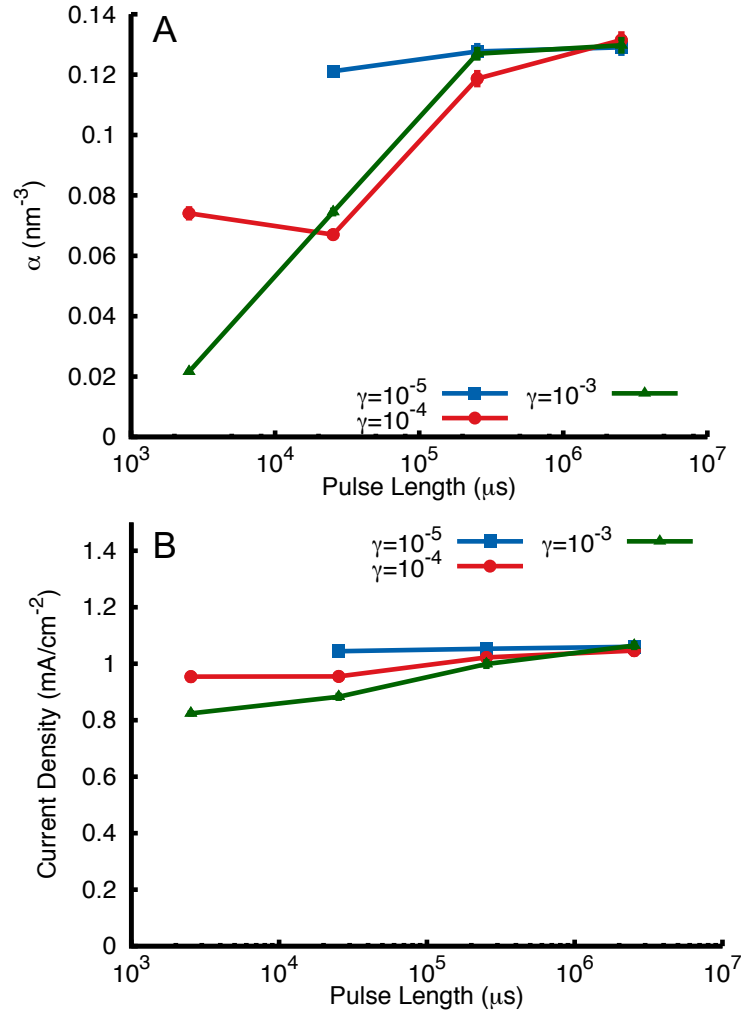 A
0.14
0.12
0.1
0.08
0.06
0.04
0.02
0
α (nm⁻³)
γ=10⁻⁵
γ=10⁻³
γ=10⁻⁴
10³ 10⁴ 10⁵ 10⁶ 10⁷
Pulse Length (μs)
B
1.4
1.2
1
0.8
0.6
0.4
0.2
0
Current Density (mA/cm⁻²)
γ=10⁻⁵
γ=10⁻³
γ=10⁻⁴
10³ 10⁴ 10⁵ 10⁶ 10⁷
Pulse Length (μs)